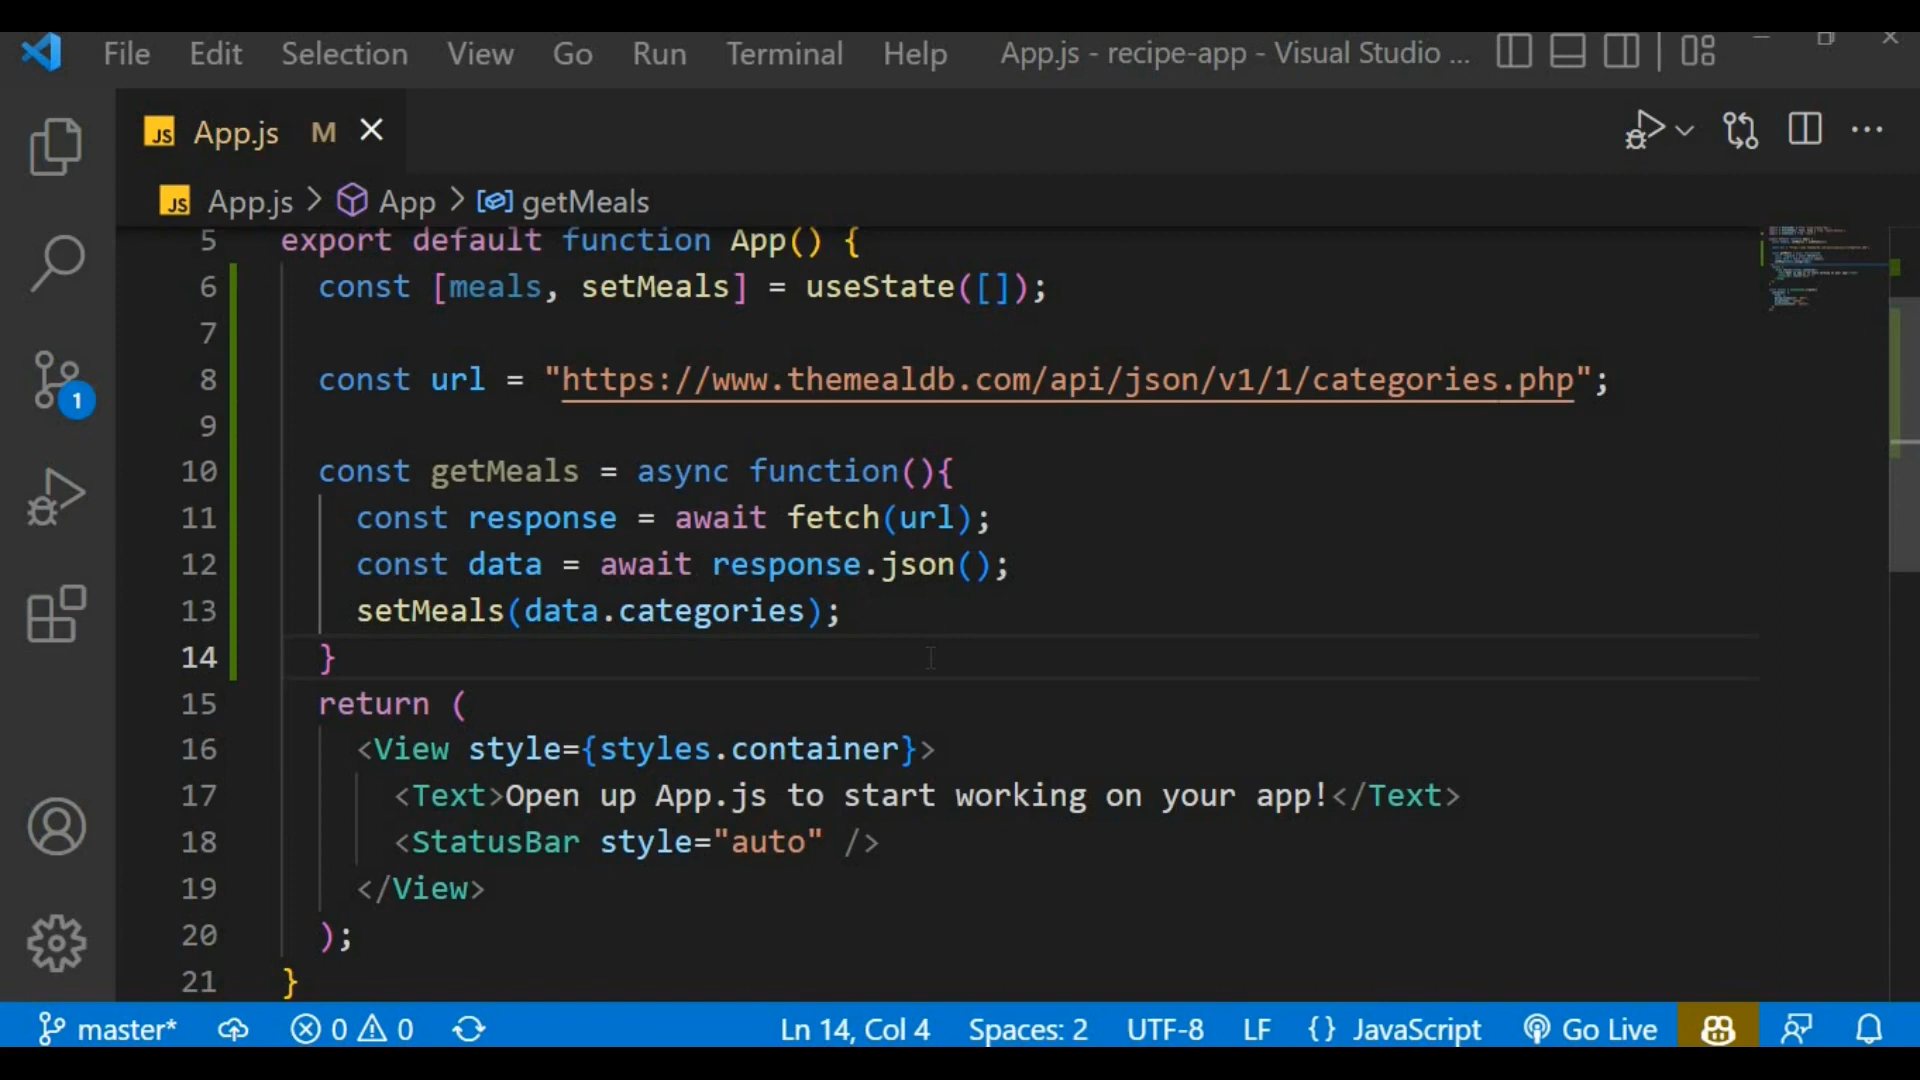 File Edit Selection View Go Run Terminal Help App.js - recipe-app - Visual Studio ...
JS App.js M
JS App.js > App > getMeals
5 export default function App() {
6 const [meals, setMeals] = useState([]);
7
8 const url = "https://www.themealdb.com/api/json/v1/1/categories.php";
9
10 const getMeals = async function(){
11 const response = await fetch(url);
12 const data = await response.json();
13 setMeals(data.categories);
14 }
15 return (
16 <View style={styles.container}>
17 <Text>Open up App.js to start working on your app!</Text>
18 <StatusBar style="auto" />
19 </View>
20 );
21 }
1
master* 0 0 Ln 14, Col 4 Spaces: 2 UTF-8 LF {} JavaScript Go Live